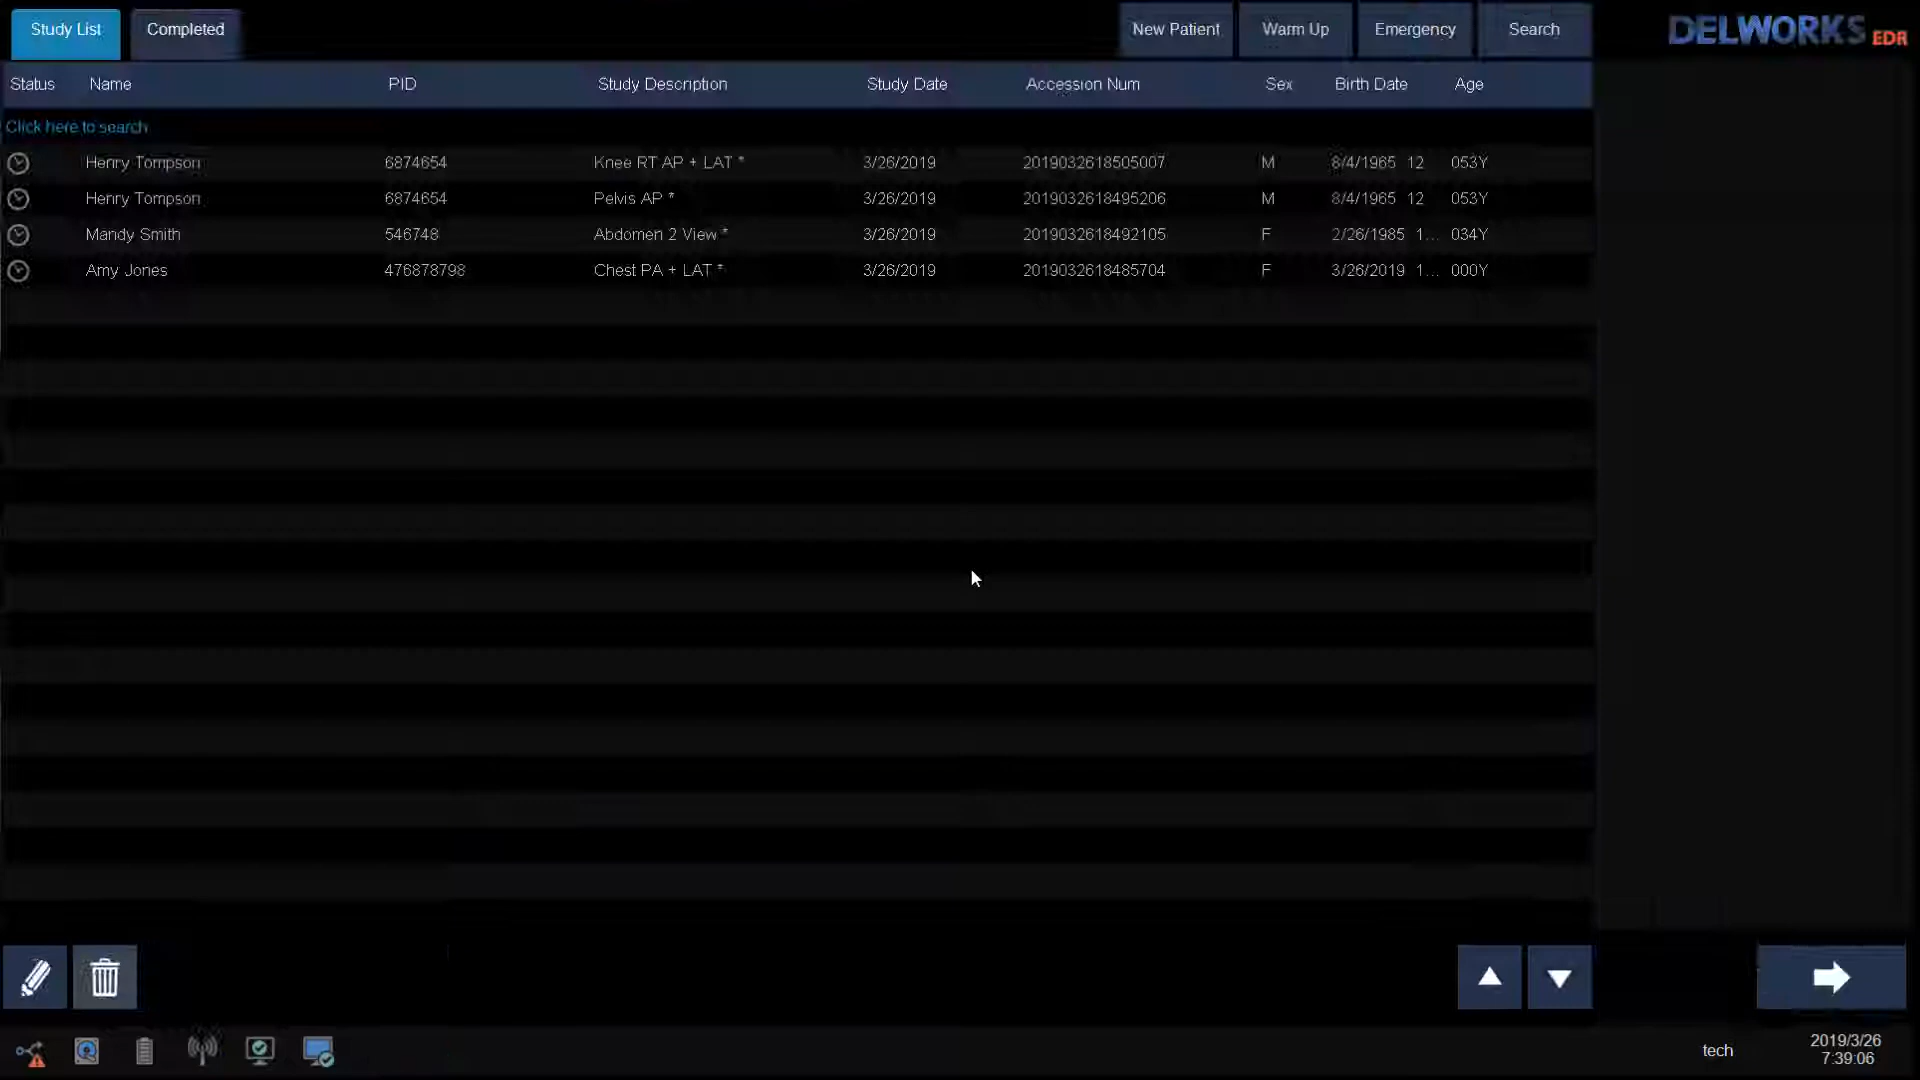 Study List Completed New Patient Warm Up Emergency Search DELWORKS EDR
Status Name PID Study Description Study Date Accession Num Sex Birth Date Age
Click here to search
Henry Tompson 6874654 Knee RT AP + LAT * 3/26/2019 2019032618505007 M 8/4/1965 12 053Y
Henry Tompson 6874654 Pelvis AP * 3/26/2019 2019032618495206 M 8/4/1965 12 053Y
Mandy Smith 546748 Abdomen 2 View * 3/26/2019 2019032618492105 F 2/26/1985 1... 034Y
Amy Jones 476878798 Chest PA + LAT * 3/26/2019 2019032618485704 F 3/26/2019 1... 000Y
tech 2019/3/26
7:39:06